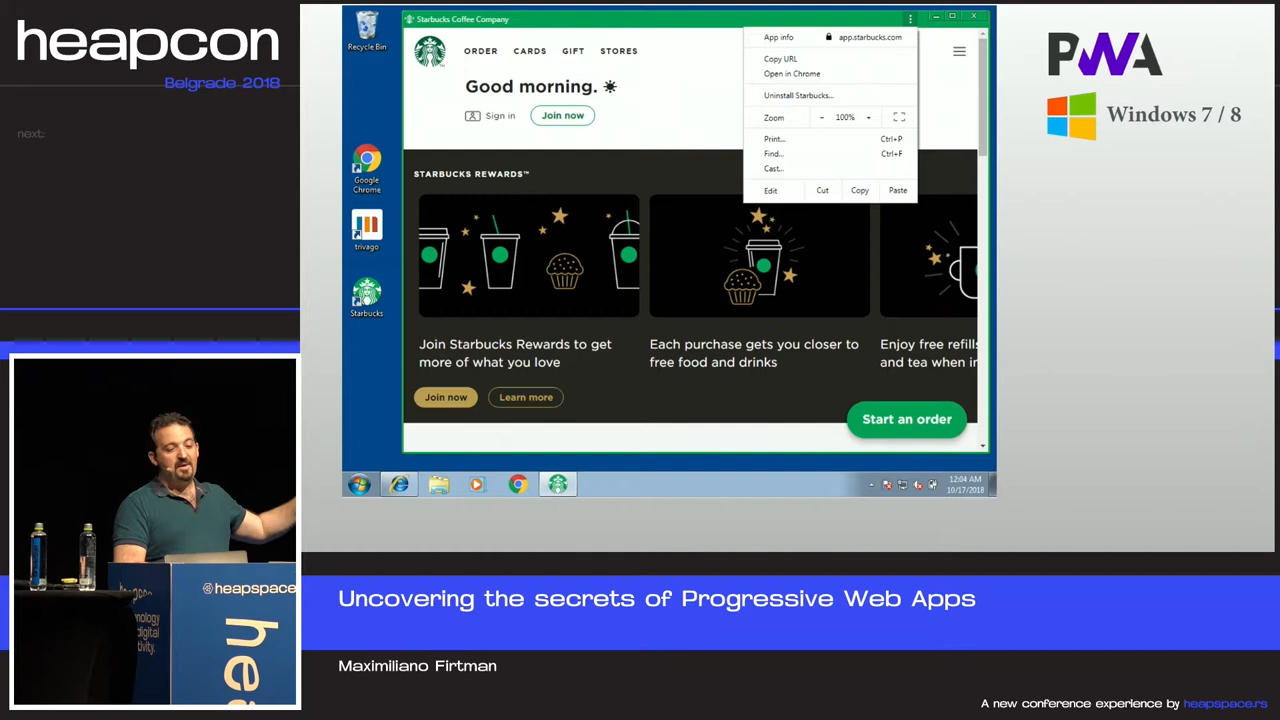 heapcon
Belgrade 2018
next:
Recycle Bin
Google
Chrome
trivago
Starbucks
Starbucks Coffee Company
ORDER CARDS GIFT STORES
Good morning.
Sign in Join now
App info app.starbucks.com
Copy URL
Open in Chrome
Uninstall Starbucks...
Zoom - 100% +
Print... Ctrl+P
Find... Ctrl+F
Cast...
Edit Cut Copy Paste
STARBUCKS REWARDS™
Join Starbucks Rewards to get
more of what you love
Each purchase gets you closer to
free food and drinks
Enjoy free refills
and tea when in
Join now Learn more
Start an order
12:04 AM
10/17/2018
PWA
Windows 7 / 8
heapspace
technology
digital
tivity.
Uncovering the secrets of Progressive Web Apps
Maximiliano Firtman
A new conference experience by heapspace.rs